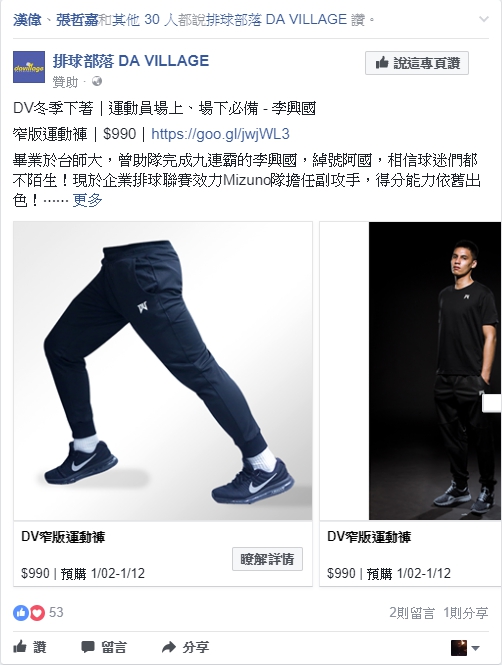 漢偉、張哲嘉和其他 30 人都說排球部落 DA VILLAGE 讚。
davillage
排球部落 DA VILLAGE
贊助 ·
說這專頁讚
DV冬季下著｜運動員場上、場下必備 - 李興國
窄版運動褲｜$990｜https://goo.gl/jwjWL3
畢業於台師大，曾助隊完成九連霸的李興國，綽號阿國，相信球迷們都
不陌生！現於企業排球聯賽效力Mizuno隊擔任副攻手，得分能力依舊出
色！⋯⋯ 更多
DV窄版運動褲
$990 | 預購 1/02-1/12
瞭解詳情
DV窄版運動褲
$990 | 預購 1/02-1/12
53
2則留言 1則分享
讚
留言
分享